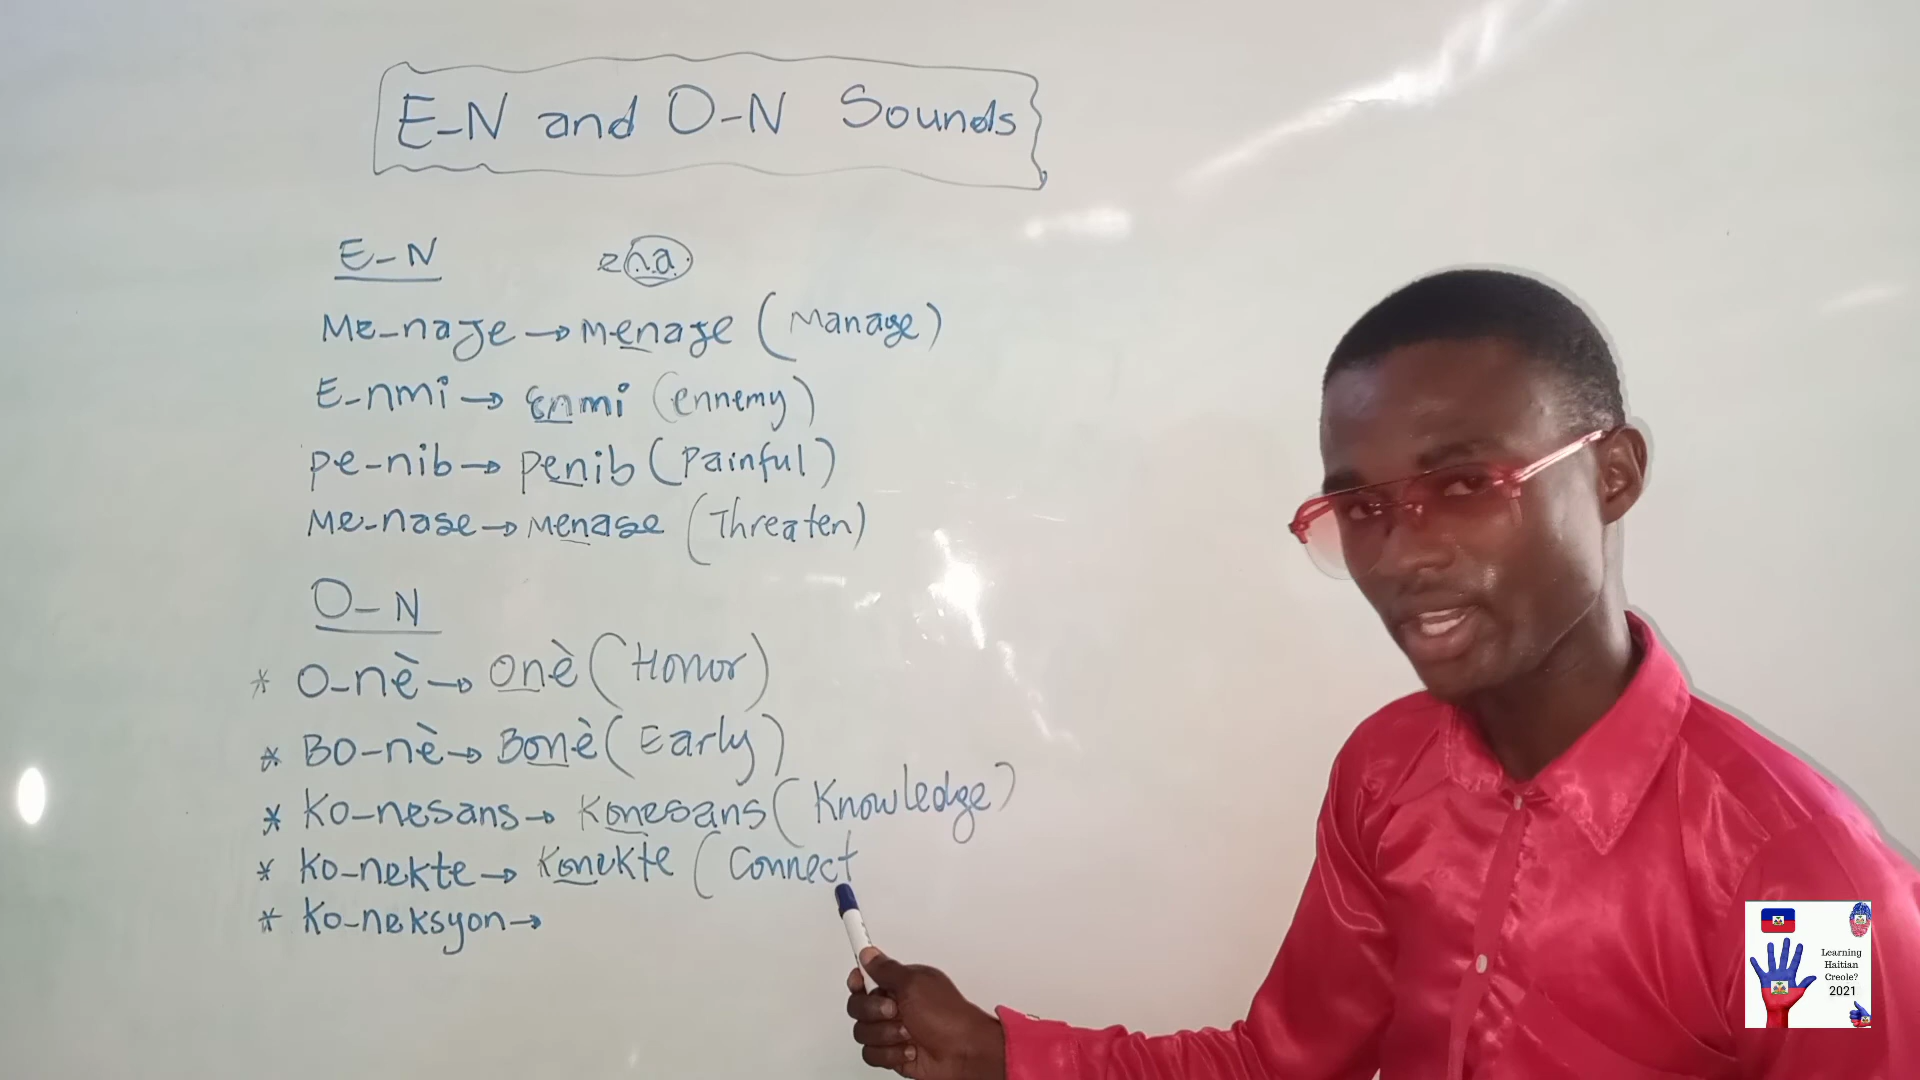 E-N and O-N Sounds
E-N
Me-naje → menaje (Manage)
E-nmi → enmi (ennemy)
pe-nib → penib (Painful)
Me-nase → Menase (Threaten)
O-N
* O-nè → Onè (Honor)
* Bo-nè → Bonè (Early)
* Ko-nesans → Konesans (Knowledge)
* Ko-nekte → Konekte (Connect
* Ko-neksyon →
Learning
Haitian
Creole?
2021